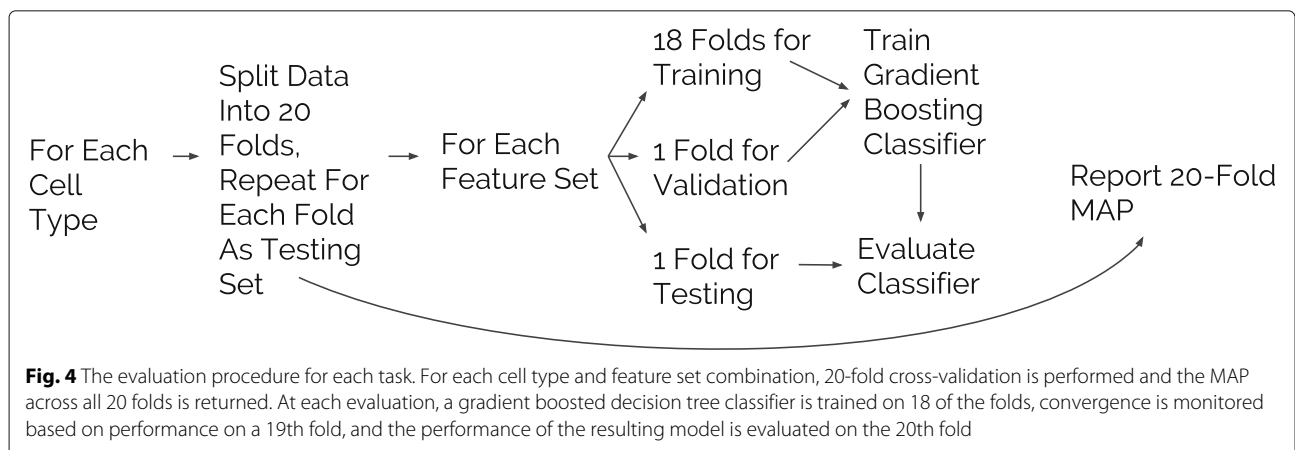 For Each
Cell
Type
Split Data
Into 20
Folds,
Repeat For
Each Fold
As Testing
Set
For Each
Feature Set
18 Folds for
Training
1 Fold for
Validation
1 Fold for
Testing
Train
Gradient
Boosting
Classifier
Evaluate
Classifier
Report 20-Fold
MAP
Fig. 4 The evaluation procedure for each task. For each cell type and feature set combination, 20-fold cross-validation is performed and the MAP
across all 20 folds is returned. At each evaluation, a gradient boosted decision tree classifier is trained on 18 of the folds, convergence is monitored
based on performance on a 19th fold, and the performance of the resulting model is evaluated on the 20th fold